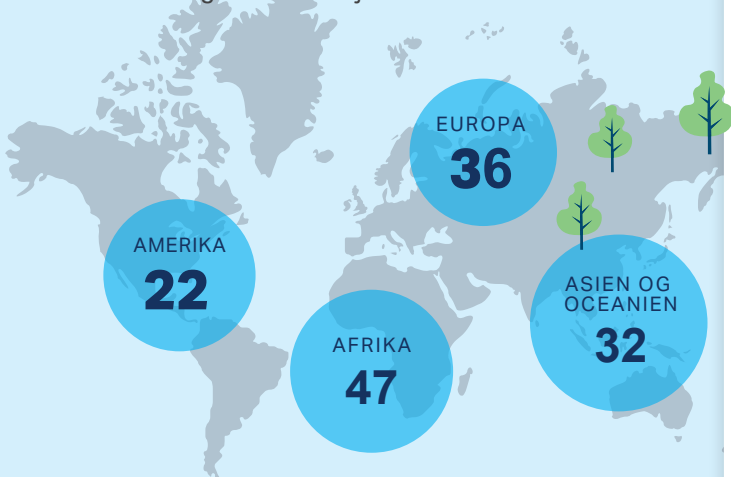 EUROPA
36
AMERIKA
22
ASIEN OG
OCEANIEN
32
AFRIKA
47